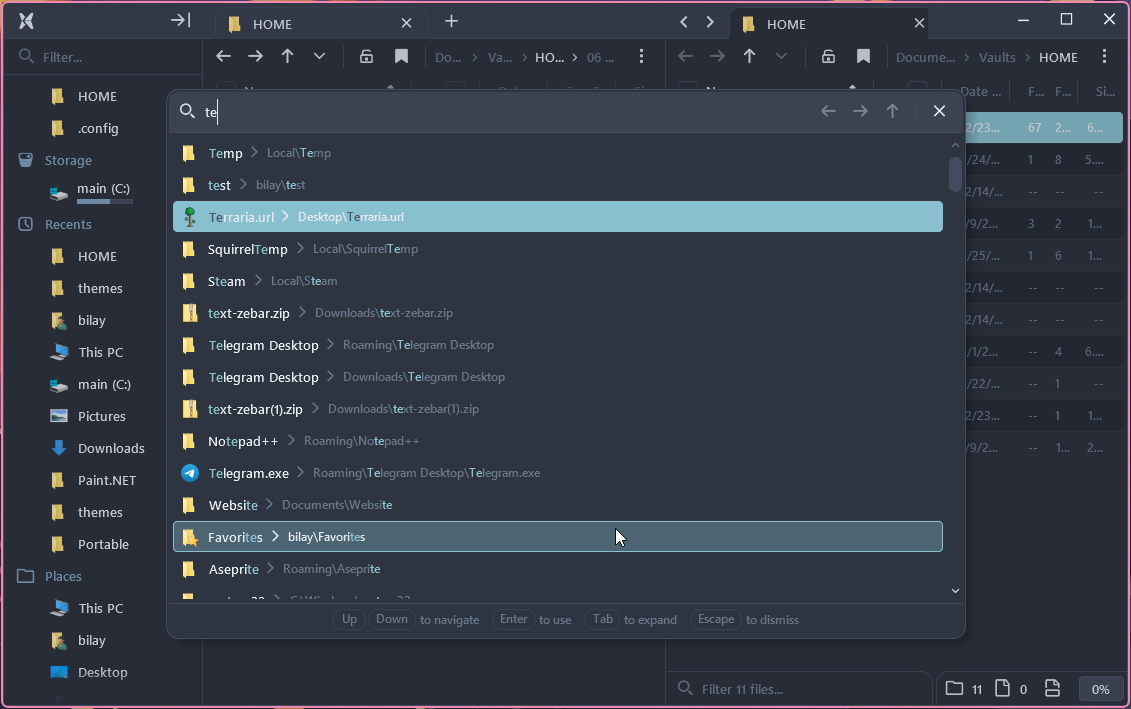 HOME
HOME
Filter...
Do... Va... HO... 06 ...
Docume... Vaults HOME
Date ... F... F... Si...
te
HOME
.config
Storage
main (C:)
Recents
HOME
themes
bilay
This PC
main (C:)
Pictures
Downloads
Paint.NET
themes
Portable
Places
This PC
bilay
Desktop
Temp Local\Temp
test bilay\test
Terraria.url Desktop\Terraria.url
SquirrelTemp Local\SquirrelTemp
Steam Local\Steam
text-zebar.zip Downloads\text-zebar.zip
Telegram Desktop Roaming\Telegram Desktop
Telegram Desktop Downloads\Telegram Desktop
text-zebar(1).zip Downloads\text-zebar(1).zip
Notepad++ Roaming\Notepad++
Telegram.exe Roaming\Telegram Desktop\Telegram.exe
Website Documents\Website
Favorites bilay\Favorites
Aseprite Roaming\Aseprite
Up Down to navigate Enter to use Tab to expand Escape to dismiss
2/23... 67 2... 6...
/24/... 1 8 5....
2/14/... -- -- --
/9/2... 3 2 1...
/25/... 1 6 1...
2/14/... -- -- --
2/14/... -- -- --
/1/2... -- 4 6....
/22/... -- 1 --
2/23... -- 1 1...
/9/2... -- 1... 2...
Filter 11 files...
11 0 0%